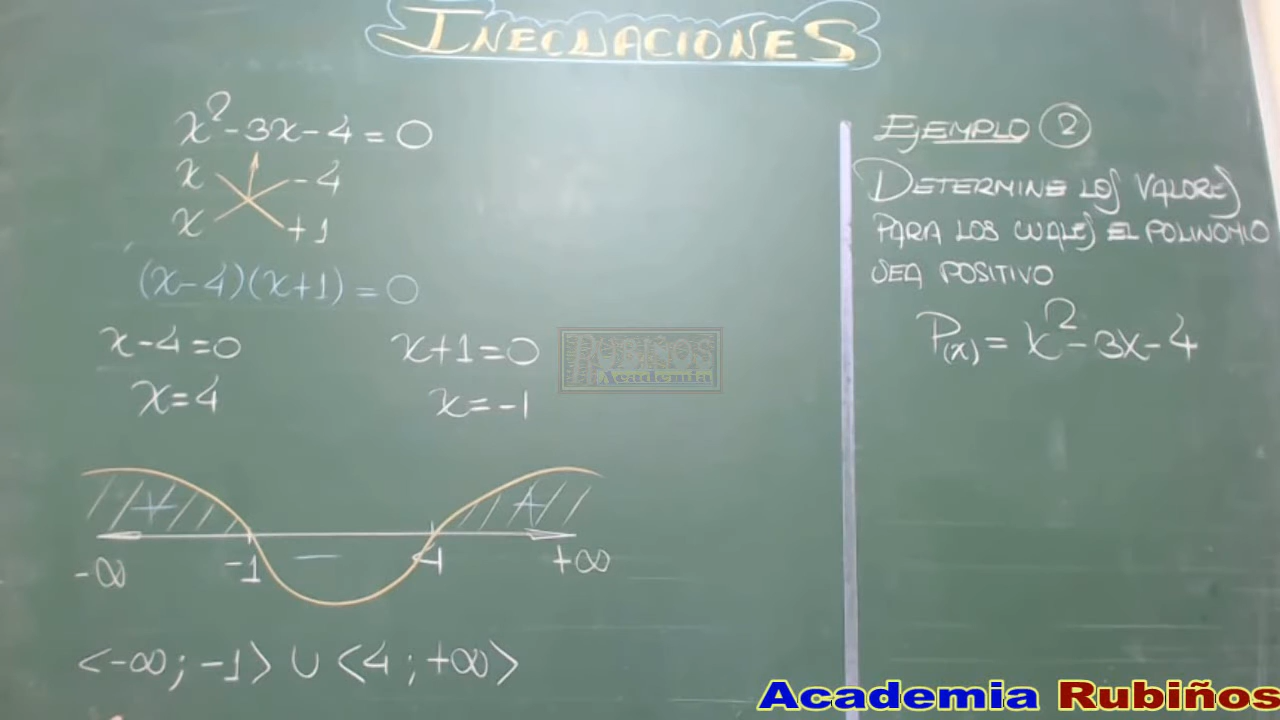 INECUACIONES
x²-3x-4=0
x -4
x +1
(x-4)(x+1)=0
x-4=0 x+1=0
x=4 x=-1
+ +
−
-∞ -1 4 +∞
<-∞; -1> U <4 ; +∞>
EJEMPLO 2
DETERMINE LOS VALORES
PARA LOS CUALES EL POLINOMIO
SEA POSITIVO
P(x) = x²-3x-4
RUBIÑOS
Academia
Academia Rubiños